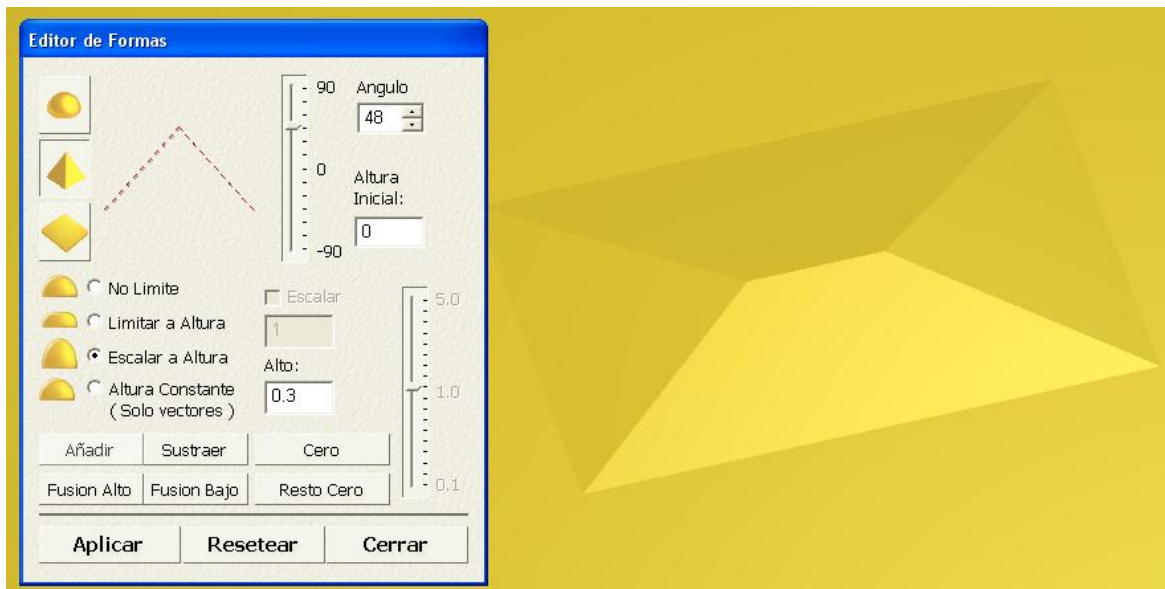 Editor de Formas
90
Angulo
48
0
Altura
Inicial:
0
-90
No Limite
Limitar a Altura
Escalar a Altura
Altura Constante
( Solo vectores )
Escalar
1
Alto:
0.3
5.0
1.0
0.1
Añadir Sustraer Cero
Fusion Alto Fusion Bajo Resto Cero
Aplicar Resetear Cerrar